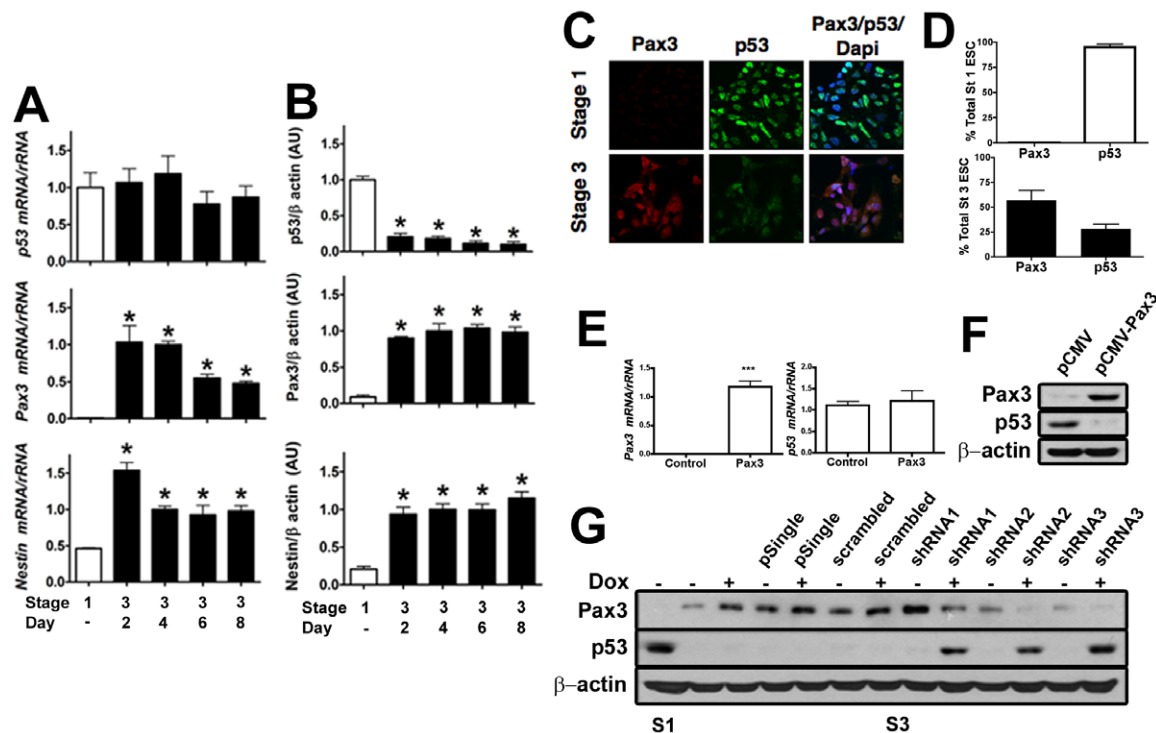 A
p53 mRNA/rRNA
1.5
1.0
0.5
0.0
Pax3 mRNA/rRNA
1.5
1.0
0.5
0.0
* * * *
Nestin mRNA/rRNA
2.0
1.5
1.0
0.5
0.0
* * * *
Stage 1 3 3 3 3
Day - 2 4 6 8
B
p53/β actin (AU)
1.5
1.0
0.5
0.0
* * * *
Pax3/β actin (AU)
1.5
1.0
0.5
0.0
* * * *
Nestin/β actin (AU)
1.5
1.0
0.5
0.0
* * * *
Stage 1 3 3 3 3
Day - 2 4 6 8
C
Pax3 p53 Pax3/p53/
Dapi
Stage 1
Stage 3
D
% Total St 1 ESC
100
75
50
25
0
Pax3 p53
% Total St 3 ESC
100
75
50
25
0
Pax3 p53
E
Pax3 mRNA/rRNA
1.5
1.0
0.5
0.0
***
Control Pax3
p53 mRNA/rRNA
2.0
1.5
1.0
0.5
0.0
Control Pax3
F
pCMV pCMV-Pax3
Pax3
p53
β-actin
G
pSingle pSingle scrambled scrambled shRNA1 shRNA1 shRNA2 shRNA2 shRNA3 shRNA3
Dox - - + - + - + - + - + - +
Pax3
p53
β-actin
S1 S3